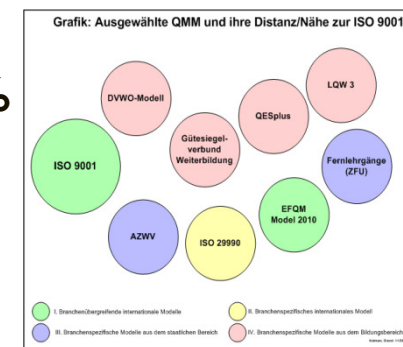 Grafik: Ausgewählte QMM und ihre Distanz/Nähe zur ISO 9001
DVWO-Modell
LQW 3
QESplus
Gütesiegel-
verbund
Weiterbildung
ISO 9001
Fernlehrgänge
(ZFU)
EFQM
Model 2010
AZWV
ISO 29990
I. Branchenübergreifende internationale Modelle
II. Branchenspezifisches internationales Modell
III. Branchenspezifische Modelle aus dem staatlichen Bereich
IV. Branchenspezifische Modelle aus dem Bildungsbereich